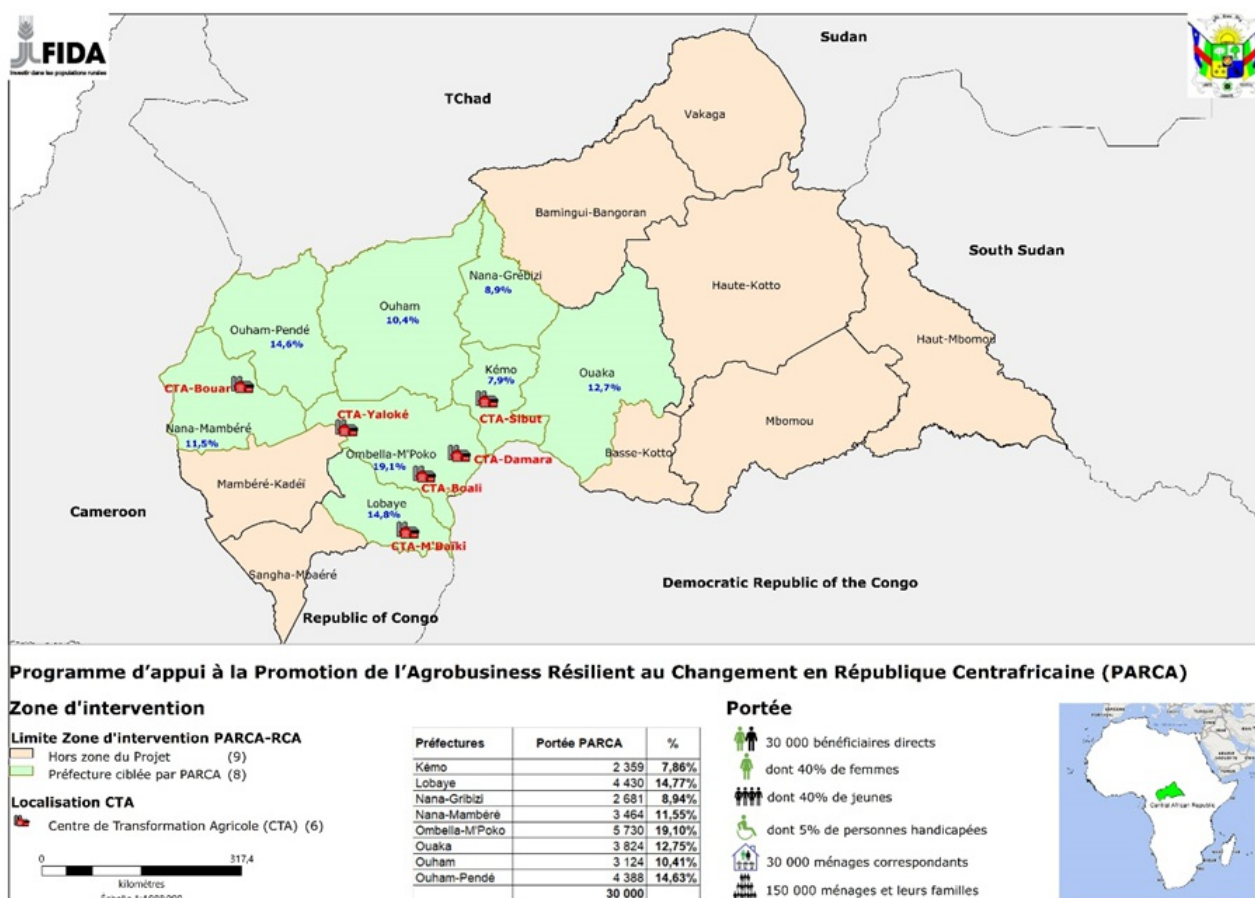 FIDA
Investir dans les populations rurales
Sudan
TChad
Vakaga
Bamingui-Bangoran
South Sudan
Nana-Grébizi
8,9%
Haute-Kotto
Ouham
10,4%
Ouham-Pendé
14,6%
Haut-Mbomou
Kémo
7,9%
Ouaka
12,7%
CTA-Bouar
CTA-Yaloké
CTA-Sibut
Mbomou
Nana-Mambéré
11,5%
Ombella-M'Poko
19,1%
CTA-Damara
Basse-Kotto
Mambéré-Kadéï
CTA-Boali
Lobaye
14,8%
Cameroon
CTA-M'Baïki
Sangha-Mbaéré
Democratic Republic of the Congo
Republic of Congo
Programme d'appui à la Promotion de l'Agrobusiness Résilient au Changement en République Centrafricaine (PARCA)
Zone d'intervention
Limite Zone d'intervention PARCA-RCA
Hors zone du Projet (9)
Préfecture ciblée par PARCA (8)
Localisation CTA
Centre de Transformation Agricole (CTA) (6)
0 317,4
kilomètres
Préfectures Portée PARCA %
Kémo 2 359 7,86%
Lobaye 4 430 14,77%
Nana-Gribizi 2 681 8,94%
Nana-Mambéré 3 464 11,55%
Ombella-M'Poko 5 730 19,10%
Ouaka 3 824 12,75%
Ouham 3 124 10,41%
Ouham-Pendé 4 388 14,63%
30 000
Portée
30 000 bénéficiaires directs
dont 40% de femmes
dont 40% de jeunes
dont 5% de personnes handicapées
30 000 ménages correspondants
150 000 ménages et leurs familles
Central African Republic